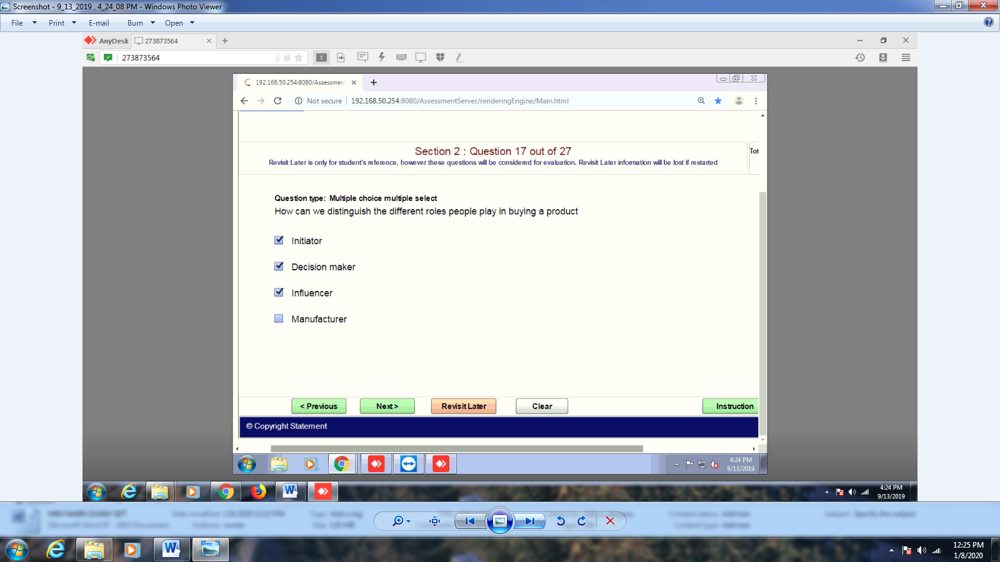 Screenshot - 9_13_2019 , 4_24_08 PM - Windows Photo Viewer
File Print E-mail Burn Open
AnyDesk 273873564
273873564 1
192.168.50.254:8080/Assessment
Not secure 192.168.50.254:8080/AssessmentServer/renderingEngine/Main.html
Section 2 : Question 17 out of 27
Tot
Revisit Later is only for student's reference, however these questions will be considered for evaluation. Revisit Later information will be lost if restarted
Question type: Multiple choice multiple select
How can we distinguish the different roles people play in buying a product
Initiator
Decision maker
Influencer
Manufacturer
< Previous Next > Revisit Later Clear Instruction
© Copyright Statement
4:24 PM
9/13/2019
4:24 PM
9/13/2019
12:25 PM
1/8/2020